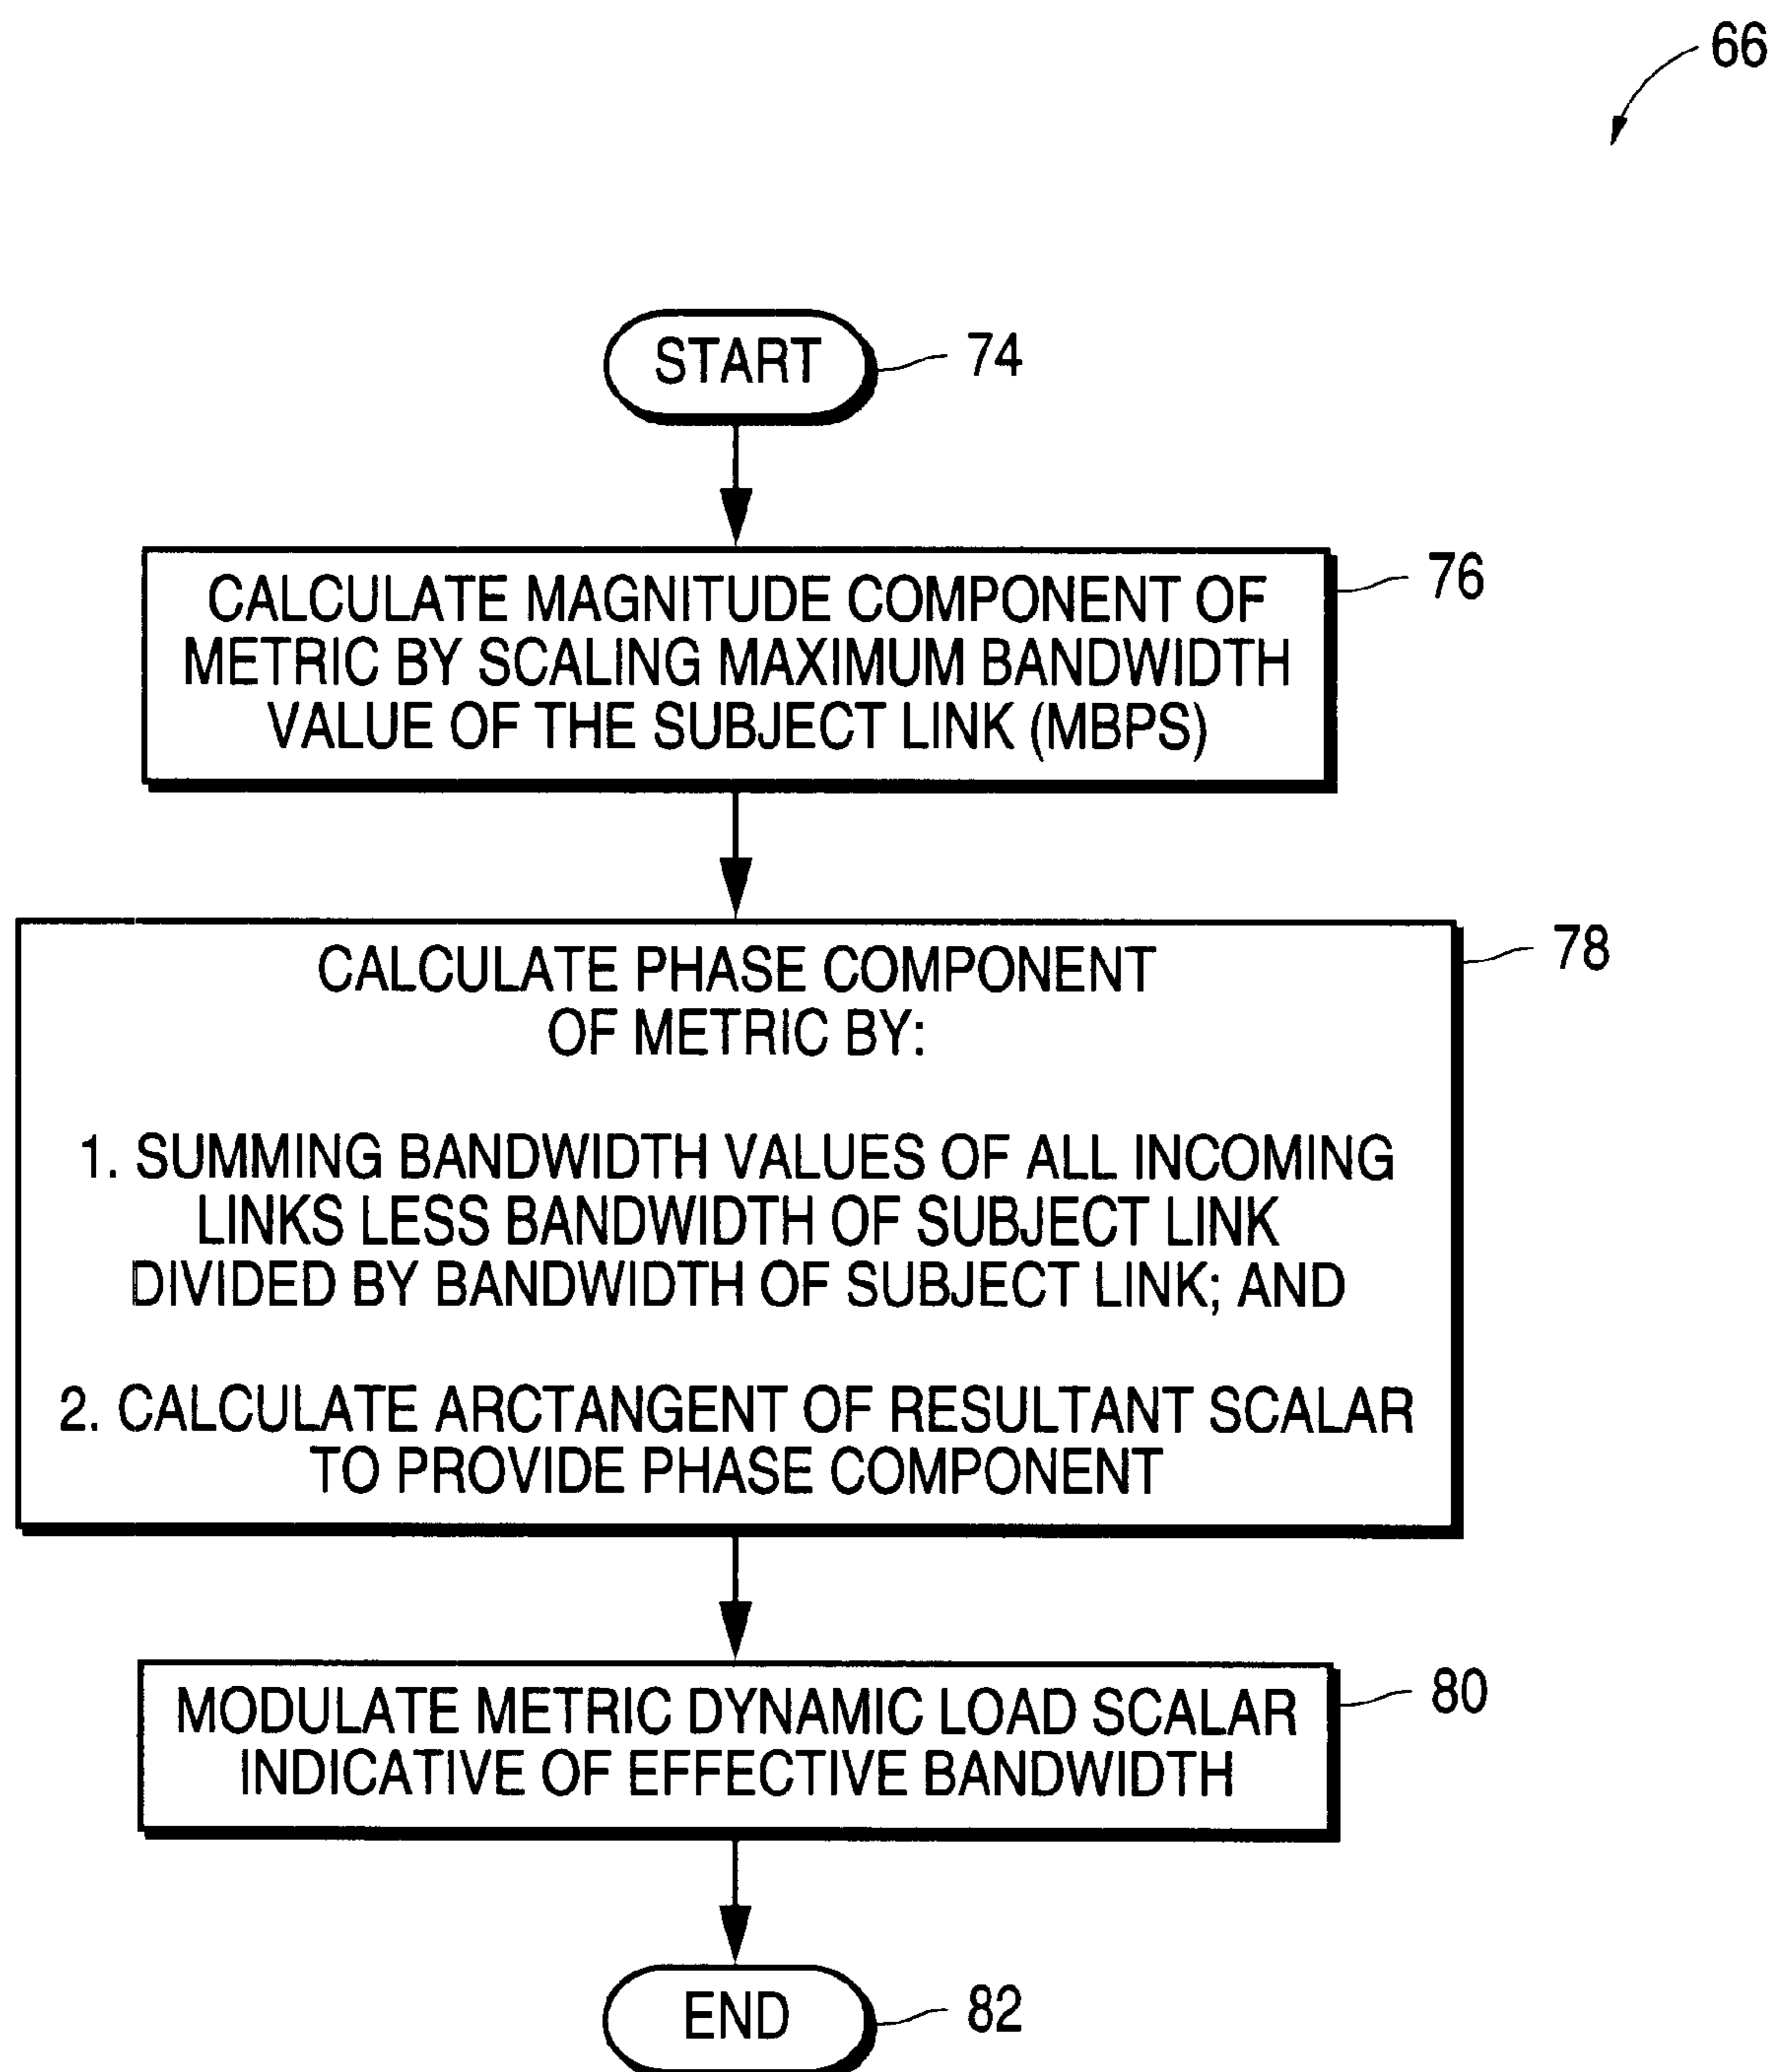 66
START
74
CALCULATE MAGNITUDE COMPONENT OF
METRIC BY SCALING MAXIMUM BANDWIDTH
VALUE OF THE SUBJECT LINK (MBPS)
76
CALCULATE PHASE COMPONENT
OF METRIC BY:
78
1. SUMMING BANDWIDTH VALUES OF ALL INCOMING
LINKS LESS BANDWIDTH OF SUBJECT LINK
DIVIDED BY BANDWIDTH OF SUBJECT LINK; AND
2. CALCULATE ARCTANGENT OF RESULTANT SCALAR
TO PROVIDE PHASE COMPONENT
MODULATE METRIC DYNAMIC LOAD SCALAR
INDICATIVE OF EFFECTIVE BANDWIDTH
80
END
82